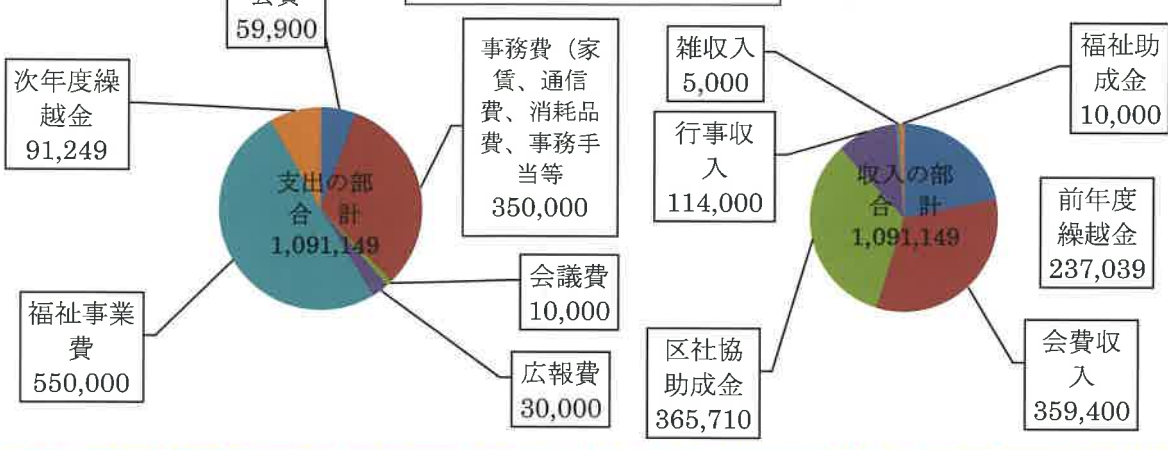 会費
59,900
次年度繰
越金
91,249
事務費（家
賃、通信
費、消耗品
費、事務手
当等
350,000
支出の部
合　計
1,091,149
会議費
10,000
広報費
30,000
福祉事業
費
550,000
雑収入
5,000
福祉助
成金
10,000
行事収
入
114,000
収入の部
合　計
1,091,149
前年度
繰越金
237,039
区社協
助成金
365,710
会費収
入
359,400